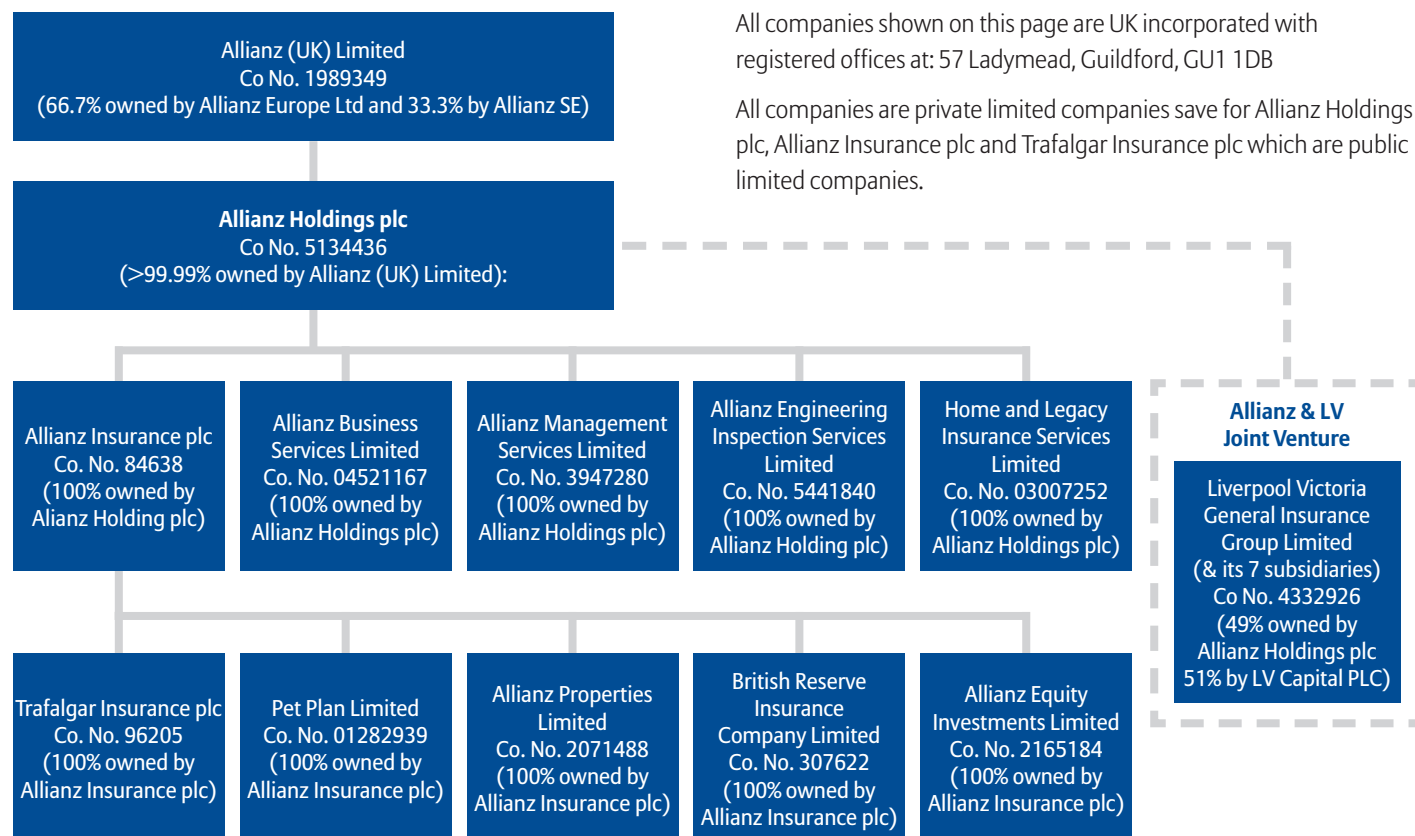 Allianz (UK) Limited
Co No. 1989349
(66.7% owned by Allianz Europe Ltd and 33.3% by Allianz SE)
All companies shown on this page are UK incorporated with
registered offices at: 57 Ladymead, Guildford, GU1 1DB
All companies are private limited companies save for Allianz Holdings
plc, Allianz Insurance plc and Trafalgar Insurance plc which are public
limited companies.
Allianz Holdings plc
Co No. 5134436
(>99.99% owned by Allianz (UK) Limited):
Allianz Insurance plc
Co. No. 84638
(100% owned by
Alianz Holding plc)
Allianz Business
Services Limited
Co. No. 04521167
(100% owned by
Allianz Holdings plc)
Allianz Management
Services Limited
Co. No. 3947280
(100% owned by
Allianz Holdings plc)
Allianz Engineering
Inspection Services
Limited
Co. No. 5441840
(100% owned by
Allianz Holding plc)
Home and Legacy
Insurance Services
Limited
Co. No. 03007252
(100% owned by
Allianz Holdings plc)
Allianz & LV
Joint Venture
Liverpool Victoria
General Insurance
Group Limited
(& its 7 subsidiaries)
Co No. 4332926
(49% owned by
Allianz Holdings plc
51% by LV Capital PLC)
Trafalgar Insurance plc
Co. No. 96205
(100% owned by
Allianz Insurance plc)
Pet Plan Limited
Co. No. 01282939
(100% owned by
Allianz Insurance plc)
Allianz Properties
Limited
Co. No. 2071488
(100% owned by
Allianz Insurance plc)
British Reserve
Insurance
Company Limited
Co. No. 307622
(100% owned by
Allianz Insurance plc)
Allianz Equity
Investments Limited
Co. No. 2165184
(100% owned by
Allianz Insurance plc)